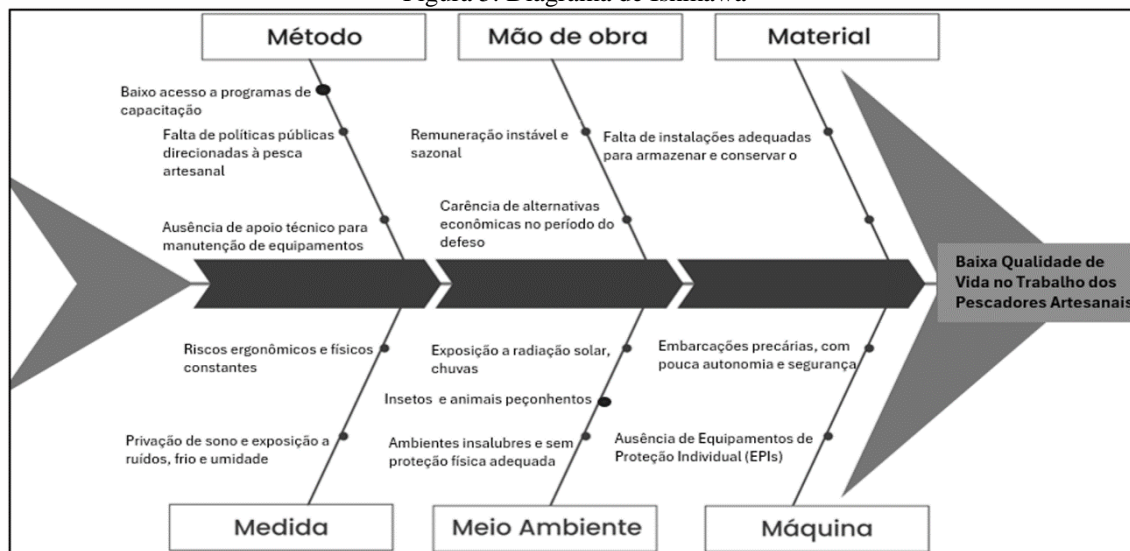 Diagrama de Ishikawa
Método
Mão de obra
Material
Baixo acesso a programas de
capacitação
Falta de políticas públicas
direcionadas à pesca
artesanal
Ausência de apoio técnico para
manutenção de equipamentos
Remuneração instável e
sazonal
Carência de alternativas
econômicas no período do
defeso
Falta de instalações adequadas
para armazenar e conservar o
Baixa Qualidade de
Vida no Trabalho dos
Pescadores Artesanais
Riscos ergonômicos e físicos
constantes
Privação de sono e exposição a
ruídos, frio e umidade
Exposição a radiação solar,
chuvas
Insetos e animais peçonhentos
Ambientes insalubres e sem
proteção física adequada
Embarcações precárias, com
pouca autonomia e segurança
Ausência de Equipamentos de
Proteção Individual (EPIs)
Medida
Meio Ambiente
Máquina